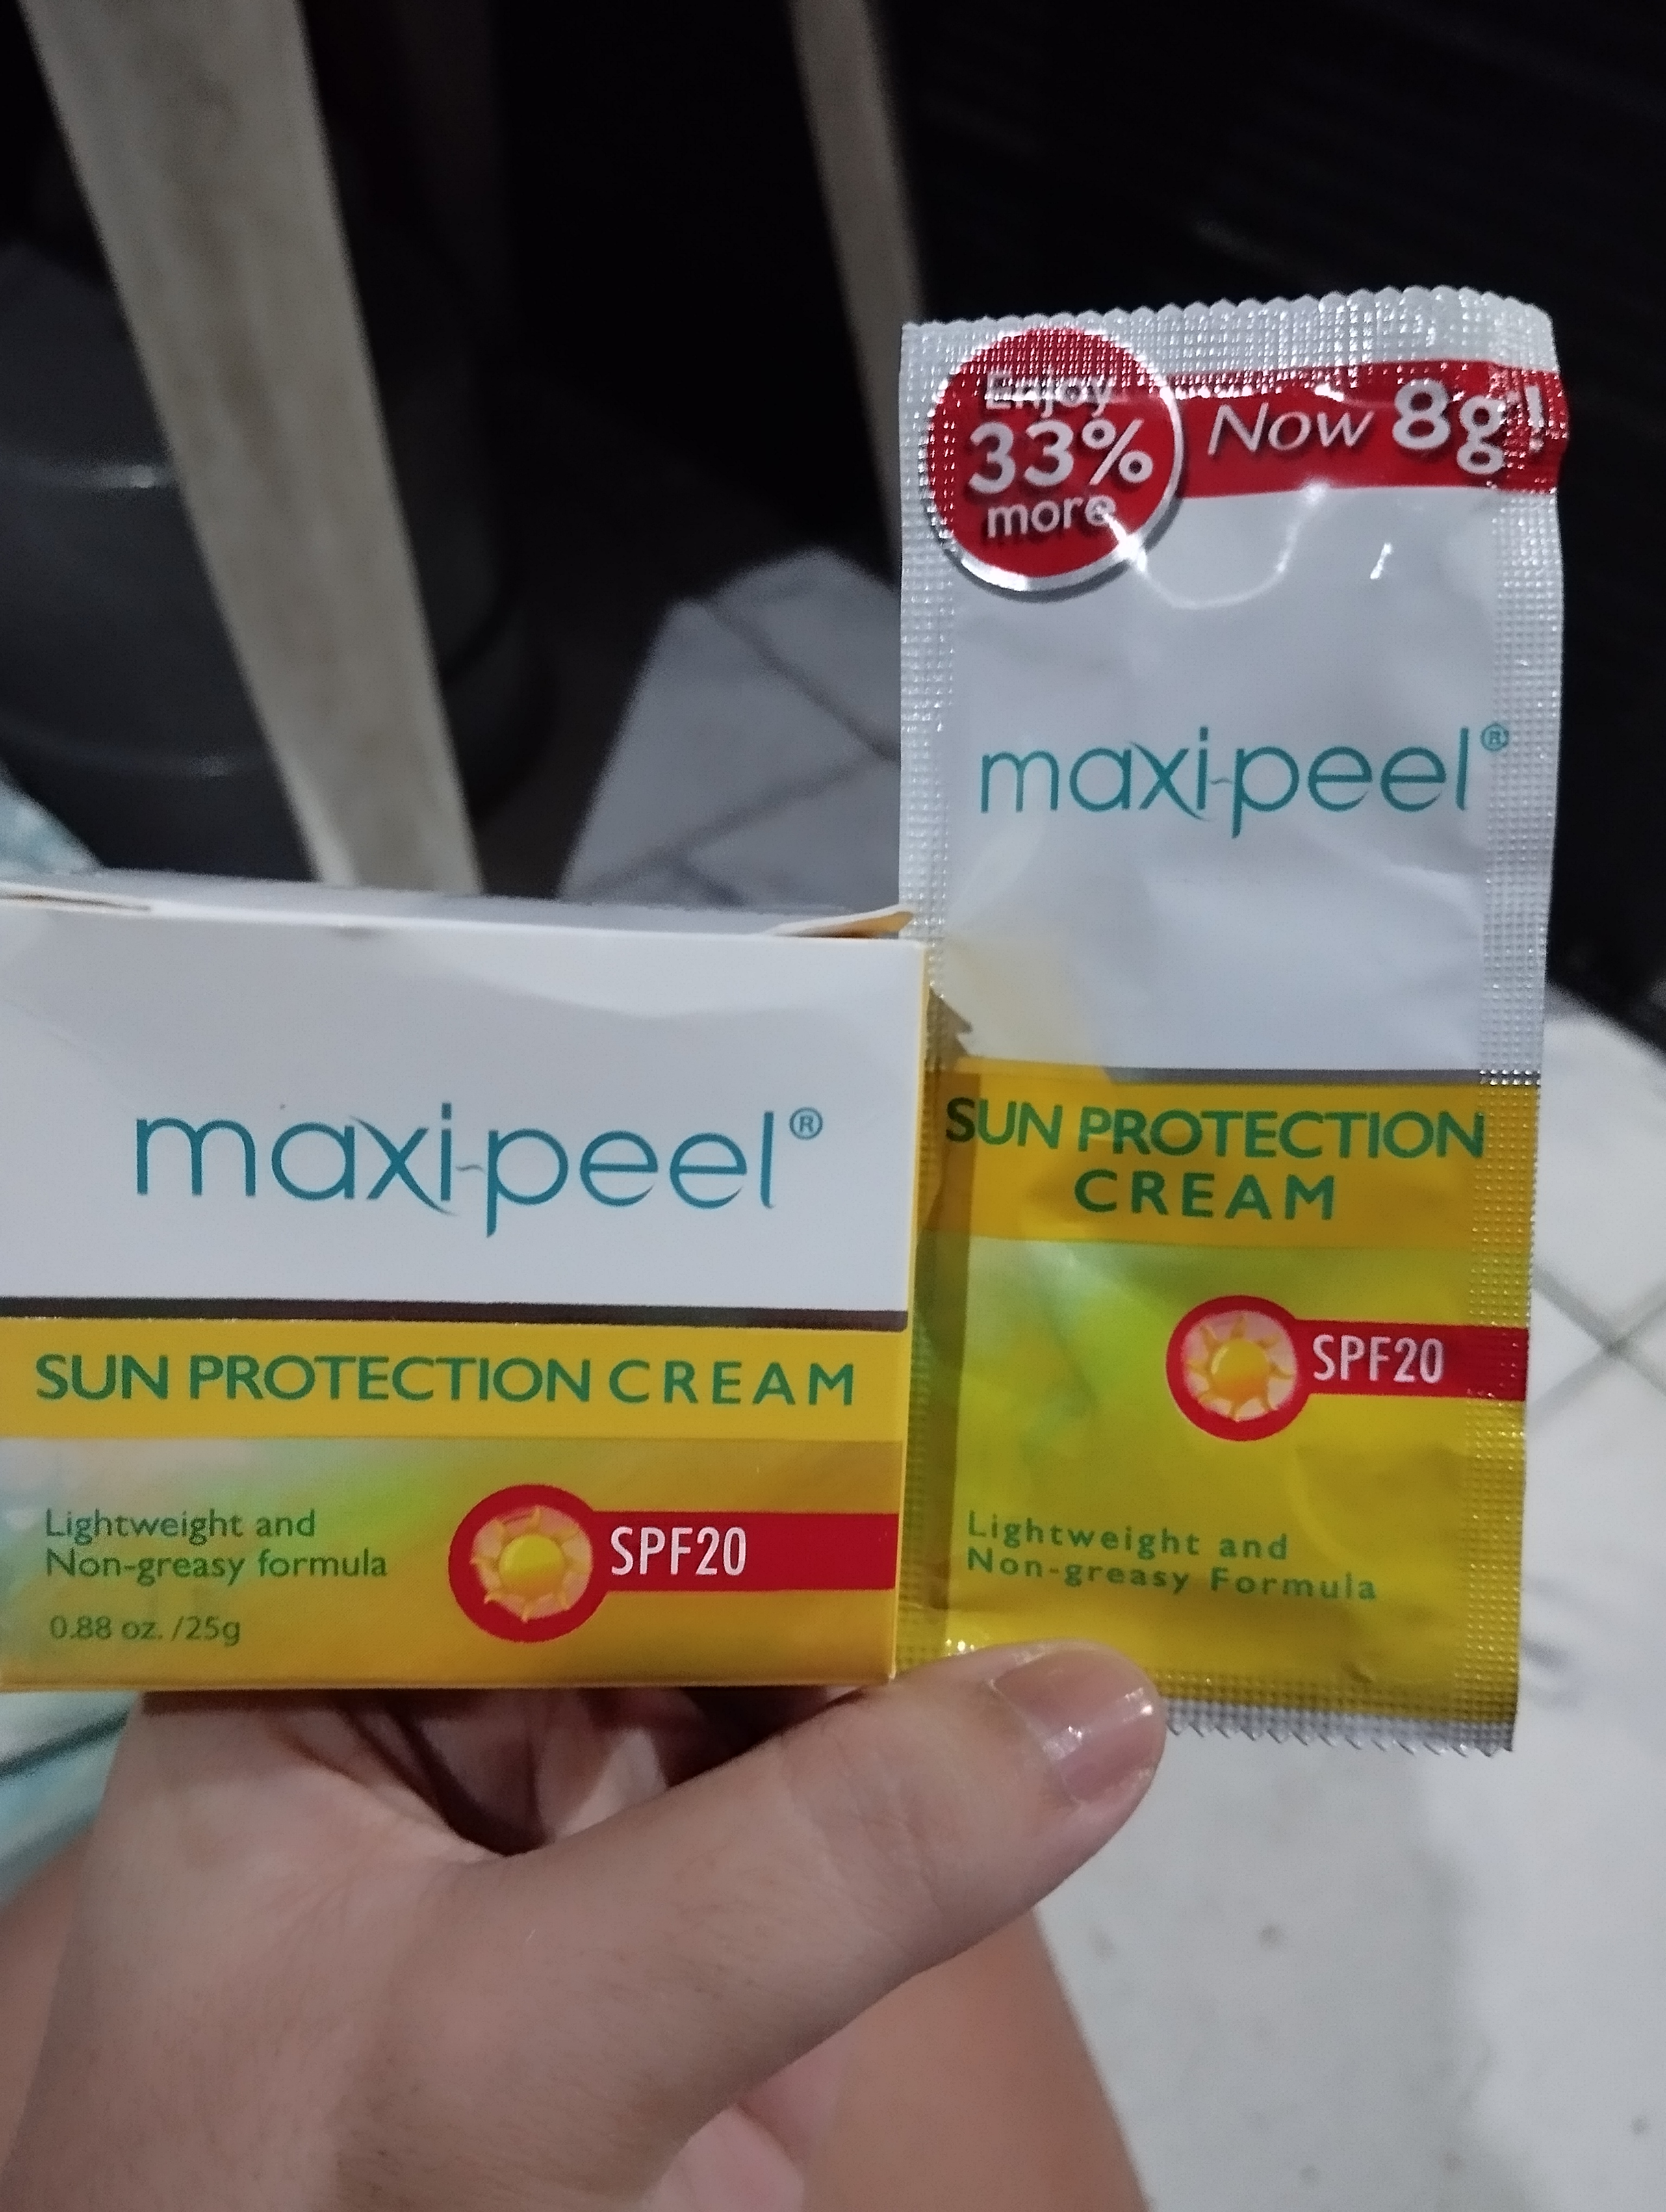 maxi-peel®
SUN PROTECTION CREAM
Lightweight and
Non-greasy formula
0.88 oz. /25g
SPF20
Enjoy
33%
more
Now 8g!
maxi-peel®
SUN PROTECTION
CREAM
SPF20
Lightweight and
Non-greasy Formula